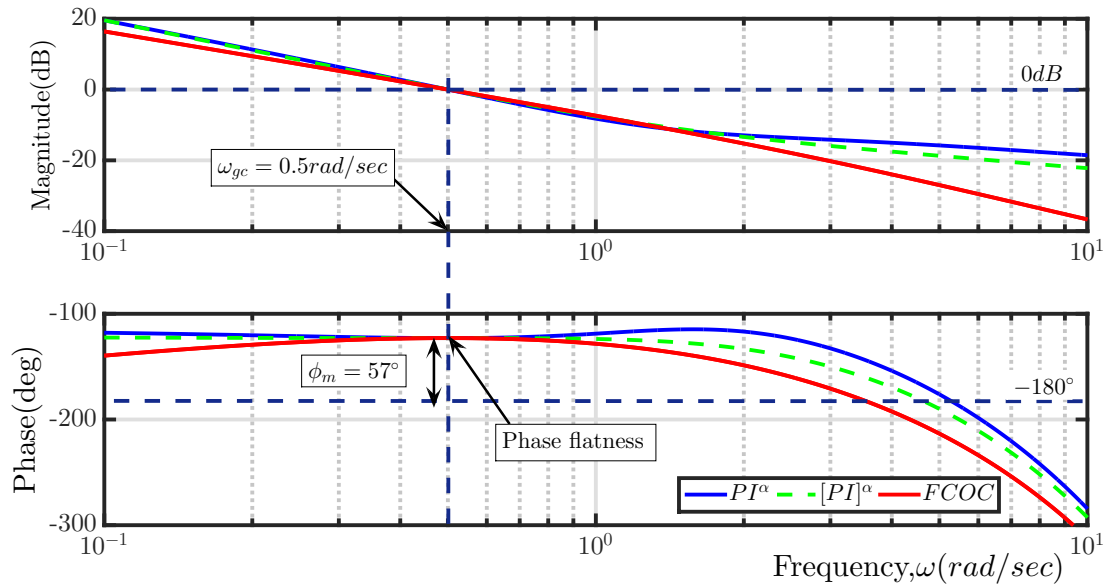 20
0
-20
-40
Magnitude(dB)
0dB
ω_gc = 0.5rad/sec
10^-1
10^0
10^1
-100
-200
-300
Phase(deg)
ϕ_m = 57°
−180°
Phase flatness
PI^α
[PI]^α
FCOC
10^-1
10^0
10^1
Frequency,ω(rad/sec)